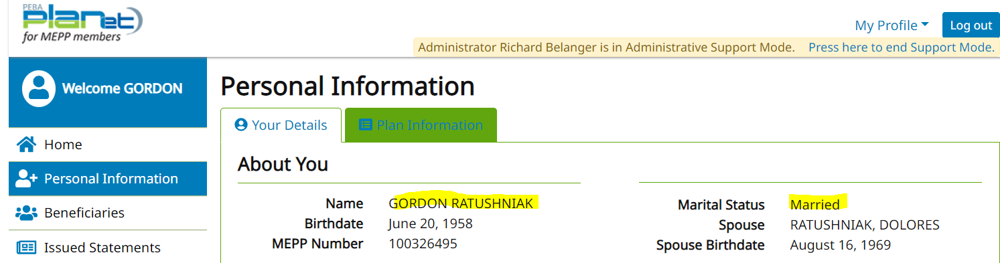 PEBA
planet
for MEPP members
My Profile
Log out
Administrator Richard Belanger is in Administrative Support Mode. Press here to end Support Mode.
Welcome GORDON
Home
Personal Information
Beneficiaries
Issued Statements
Personal Information
Your Details
Plan Information
About You
Name GORDON RATUSHNIAK
Birthdate June 20, 1958
MEPP Number 100326495
Marital Status Married
Spouse RATUSHNIAK, DOLORES
Spouse Birthdate August 16, 1969